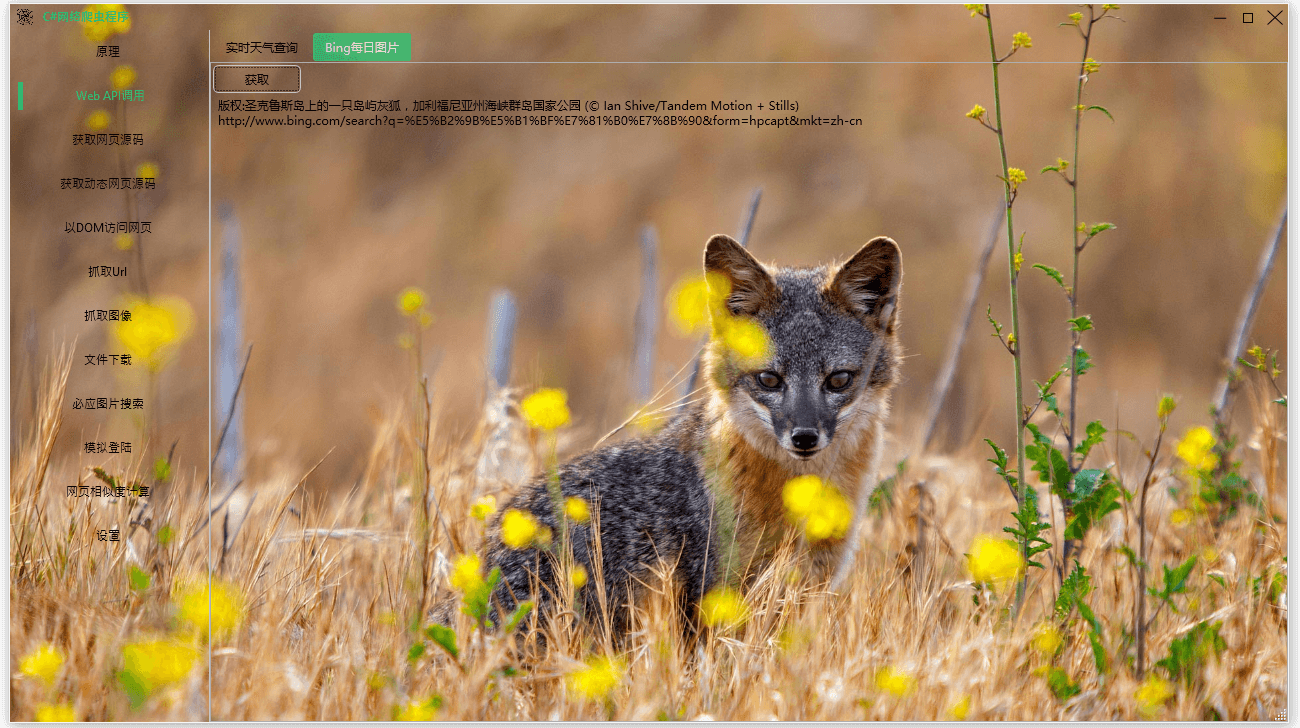 C#网络爬虫程序
原理
Web API调用
获取网页源码
获取动态网页源码
以DOM访问网页
抓取Url
抓取图像
文件下载
必应图片搜索
模拟登陆
网页相似度计算
设置
实时天气查询
Bing每日图片
获取
版权:圣克鲁斯岛上的一只岛屿灰狐，加利福尼亚州海峡群岛国家公园 (© Ian Shive/Tandem Motion + Stills)
http://www.bing.com/search?q=%E5%B2%9B%E5%B1%BF%E7%81%B0%E7%8B%90&form=hpcapt&mkt=zh-cn